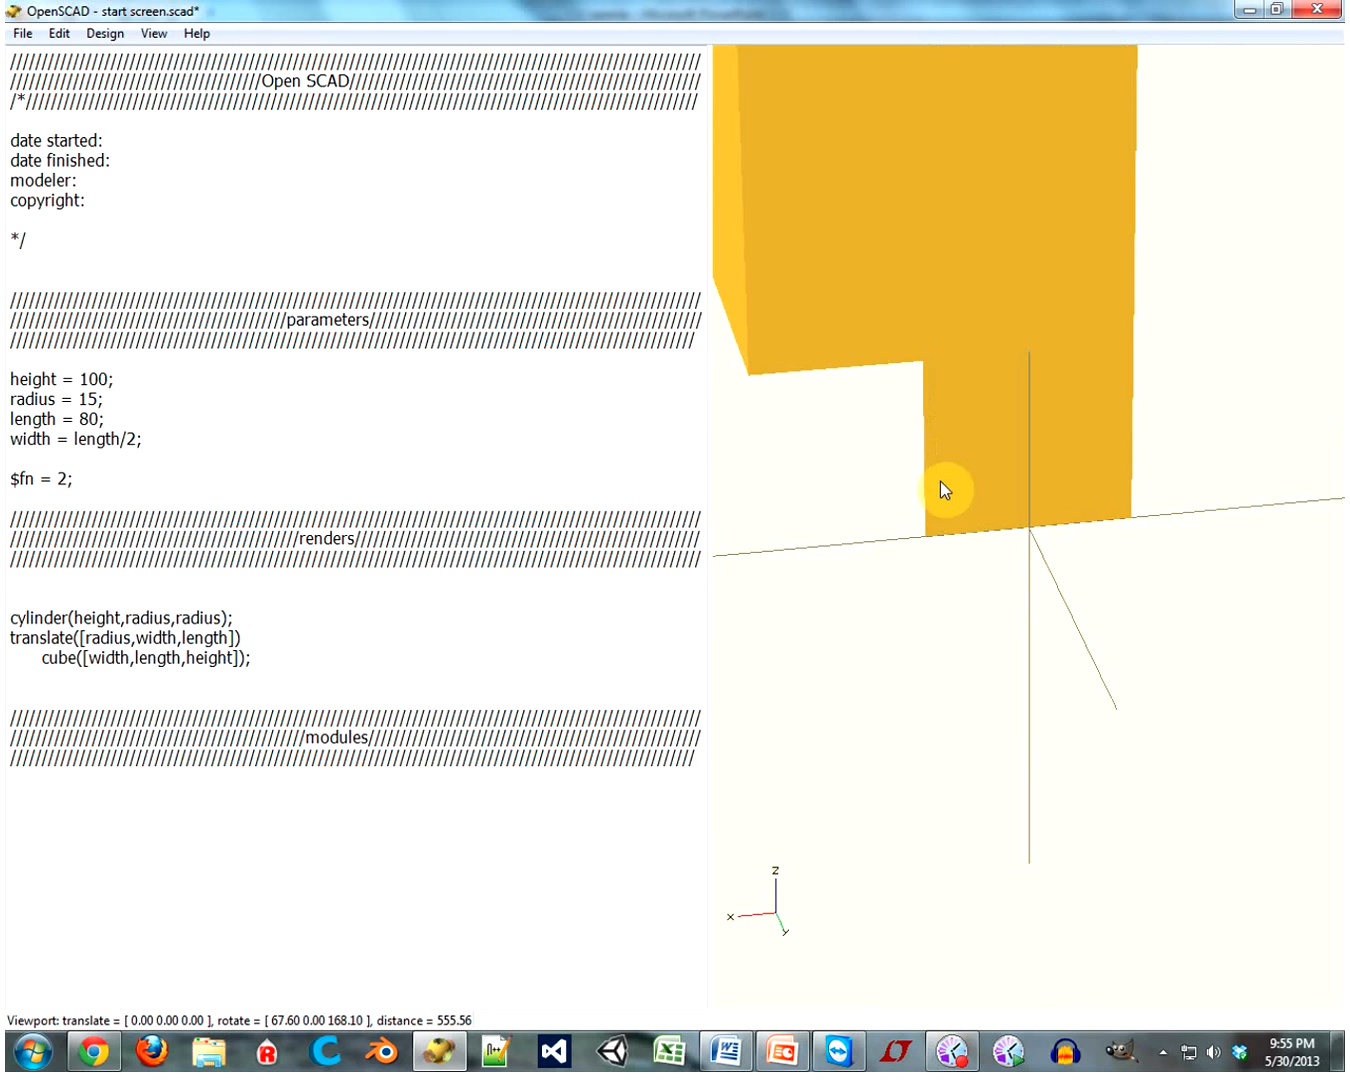 OpenSCAD - start screen.scad*
File Edit Design View Help
////////////////////////////////////////////////////////////////////////////////////////////////////////////////
////////////////////////////////////////Open SCAD////////////////////////////////////////////////////////
/*////////////////////////////////////////////////////////////////////////////////////////////////////////////
date started:
date finished:
modeler:
copyright:
*/
////////////////////////////////////////////////////////////////////////////////////////////////////////////////
////////////////////////////////////////////parameters/////////////////////////////////////////////////////
///////////////////////////////////////////////////////////////////////////////////////////////////////////////
height = 100;
radius = 15;
length = 80;
width = length/2;
$fn = 2;
////////////////////////////////////////////////////////////////////////////////////////////////////////////////
//////////////////////////////////////////////renders///////////////////////////////////////////////////////
////////////////////////////////////////////////////////////////////////////////////////////////////////////////
cylinder(height,radius,radius);
translate([radius,width,length])
cube([width,length,height]);
////////////////////////////////////////////////////////////////////////////////////////////////////////////////
///////////////////////////////////////////////modules/////////////////////////////////////////////////////
///////////////////////////////////////////////////////////////////////////////////////////////////////////////
z
x
y
Viewport: translate = [ 0.00 0.00 0.00 ], rotate = [ 67.60 0.00 168.10 ], distance = 555.56
9:55 PM
5/30/2013